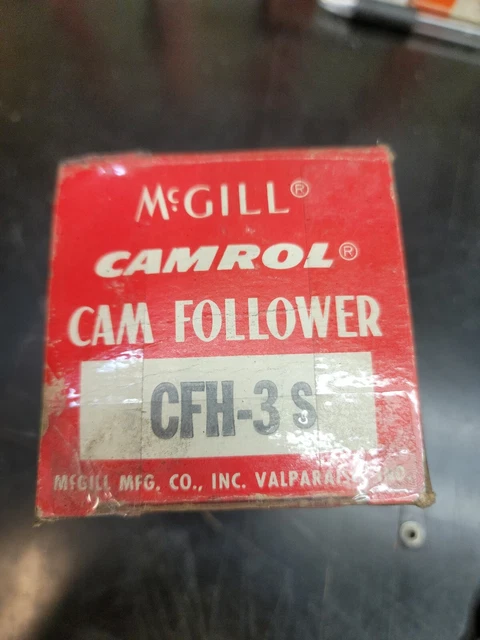 McGILL®
CAMROL®
CAM FOLLOWER
CFH-3 S
McGILL MFG. CO., INC.